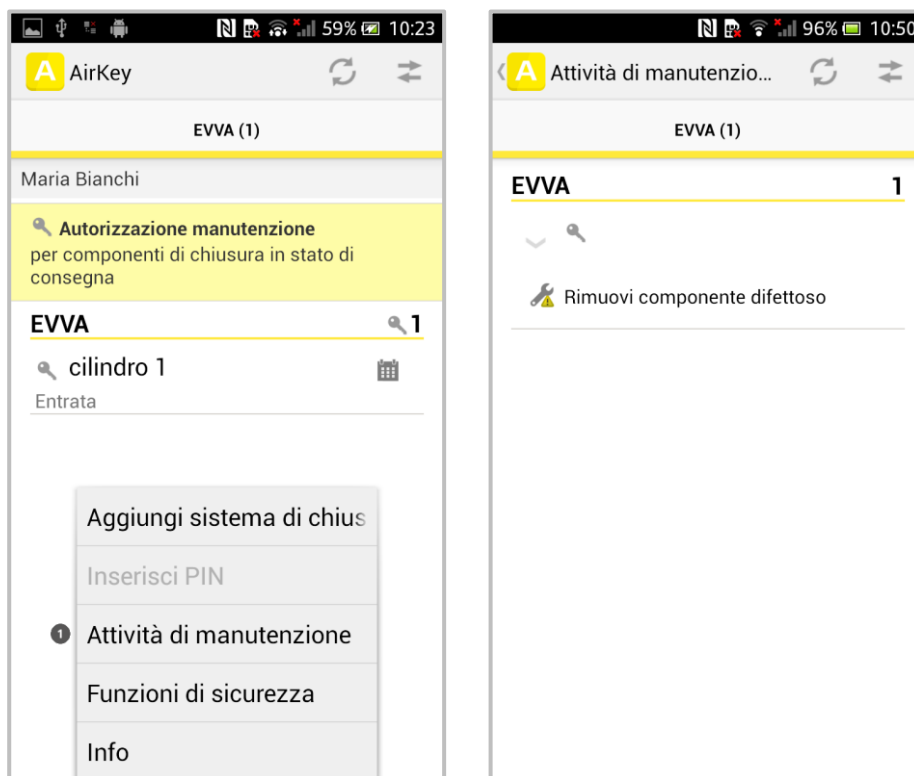 59% 10:23
A AirKey
EVVA (1)
Maria Bianchi
Autorizzazione manutenzione
per componenti di chiusura in stato di
consegna
EVVA 1
cilindro 1
Entrata
Aggiungi sistema di chius
Inserisci PIN
1 Attività di manutenzione
Funzioni di sicurezza
Info
96% 10:50
A Attività di manutenzio...
EVVA (1)
EVVA 1
Rimuovi componente difettoso